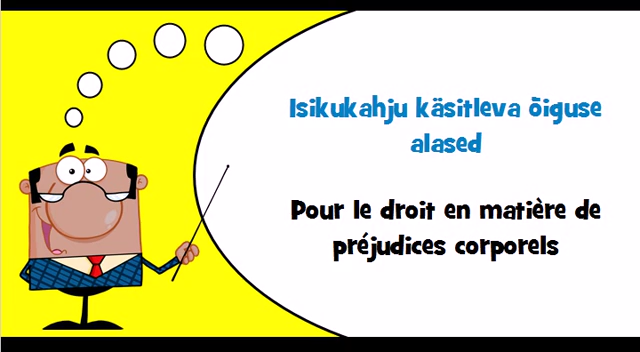 Isikukahju käsitleva õiguse
alased
Pour le droit en matière de
préjudices corporels